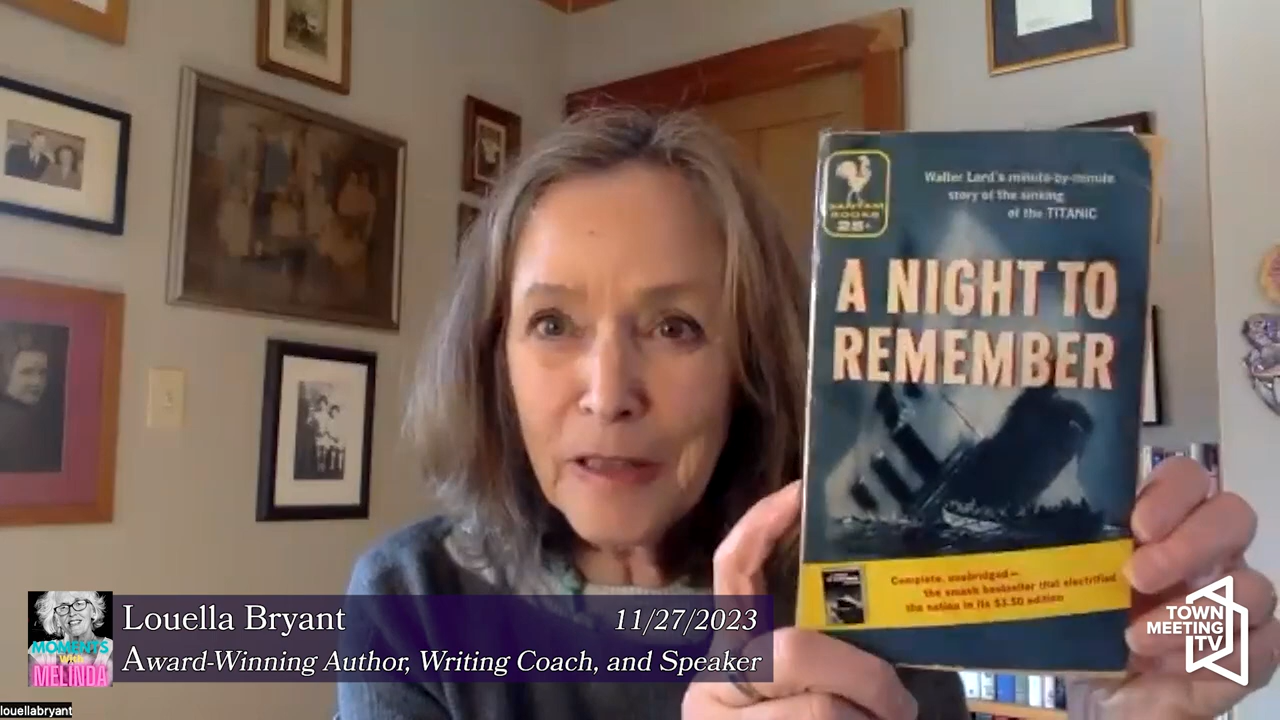 BANTAM
BOOKS
25¢
Walter Lord's minute-by-minute
story of the sinking
of the TITANIC
A NIGHT TO
REMEMBER
Complete, unabridged—
the smash bestseller that electrified
the nation in its $3.50 edition
Louella Bryant 11/27/2023
Award-Winning Author, Writing Coach, and Speaker
MOMENTS
with
MELINDA
TOWN
MEETING
TV
louellabryant